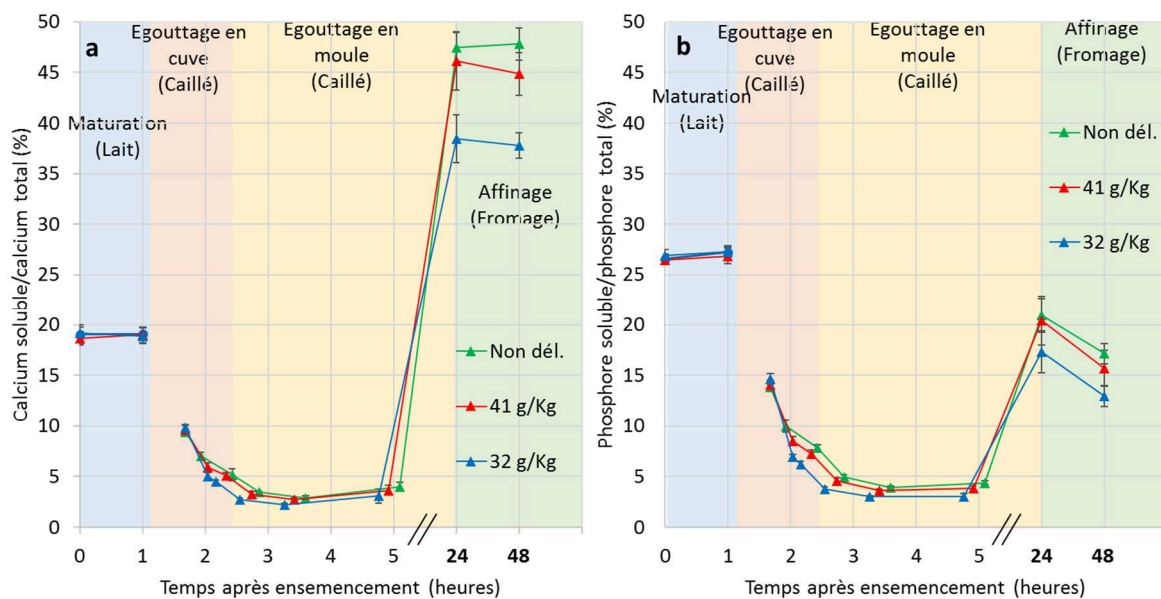 a
Egouttage en
cuve
(Caillé)
Egouttage en
moule
(Caillé)
Maturation
(Lait)
Affinage
(Fromage)
Non dél.
41 g/Kg
32 g/Kg
Calcium soluble/calcium total (%)
50
45
40
35
30
25
20
15
10
5
0
0 1 2 3 4 5 // 24 48
Temps après ensemencement (heures)
b
Egouttage en
cuve
(Caillé)
Egouttage en
moule
(Caillé)
Affinage
(Fromage)
Maturation
(Lait)
Non dél.
41 g/Kg
32 g/Kg
Phosphore soluble/phosphore total (%)
50
45
40
35
30
25
20
15
10
5
0
0 1 2 3 4 5 // 24 48
Temps après ensemencement (heures)